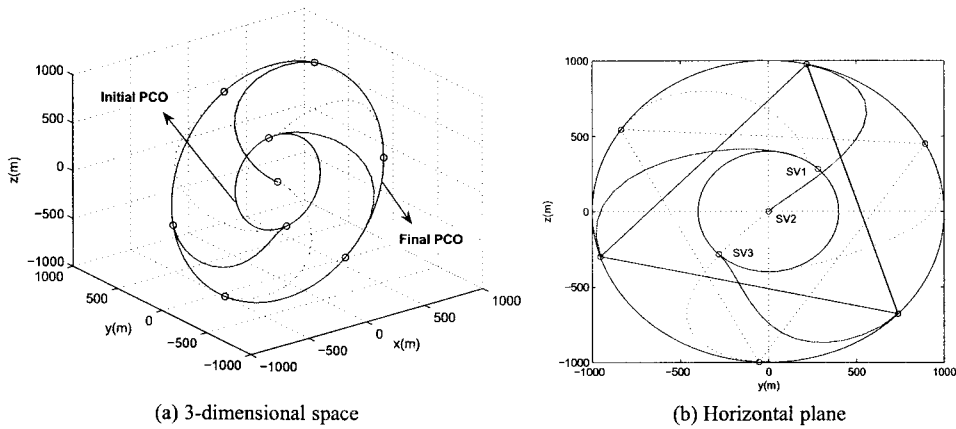 1000
500
0
−500
−1000
1000
500
0
−500
−1000
−1000
−500
0
500
1000
z(m)
y(m)
x(m)
Initial PCO
Final PCO
(a) 3-dimensional space
1000
500
0
−500
−1000
−1000
−500
0
500
1000
z(m)
y(m)
SV1
SV2
SV3
(b) Horizontal plane